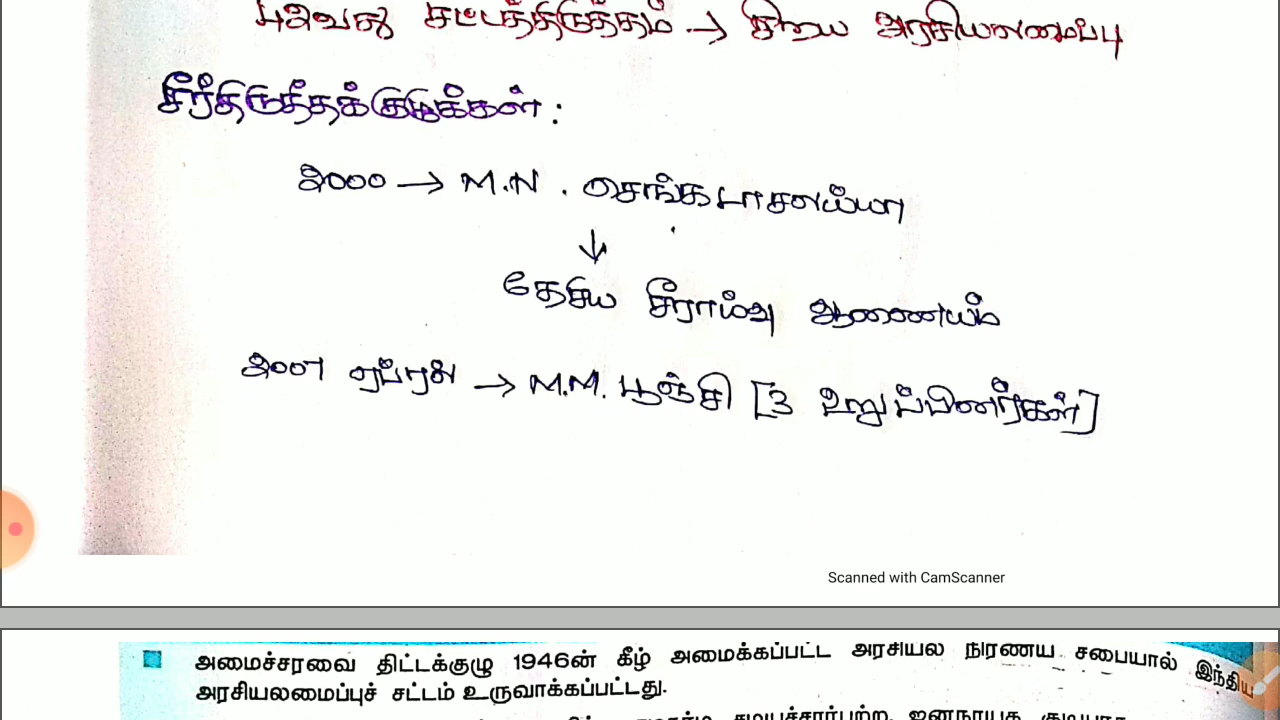 42வது சட்டத்திருத்தம் → சிறிய அரசியலமைப்பு
சீர்திருத்தக்குழுக்கள் :
2000 → M.N. வெங்கடாசலய்யா
↓
தேசிய சீராய்வு ஆணையம்
2007 ஏப்ரல் → M.M. பூஞ்சி [3 உறுப்பினர்கள்]
Scanned with CamScanner
அமைச்சரவை திட்டக்குழு 1946ன் கீழ் அமைக்கப்பட்ட அரசியல நிரணய சபையால் இந்திய
அரசியலமைப்புச் சட்டம் உருவாக்கப்பட்டது.